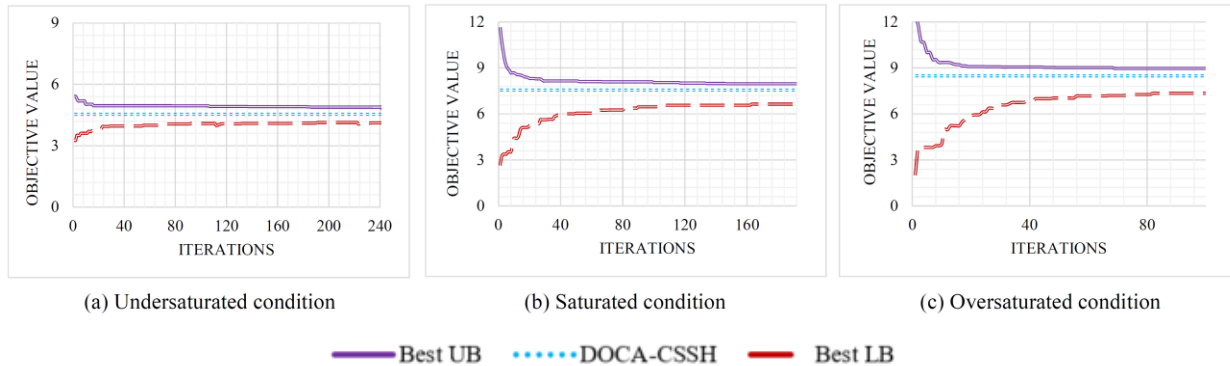 9
6
3
0
OBJECTIVE VALUE
0 40 80 120 160 200 240
ITERATIONS
(a) Undersaturated condition
12
9
6
3
0
OBJECTIVE VALUE
0 40 80 120 160
ITERATIONS
(b) Saturated condition
12
9
6
3
0
OBJECTIVE VALUE
0 40 80
ITERATIONS
(c) Oversaturated condition
Best UB DOCA-CSSH Best LB